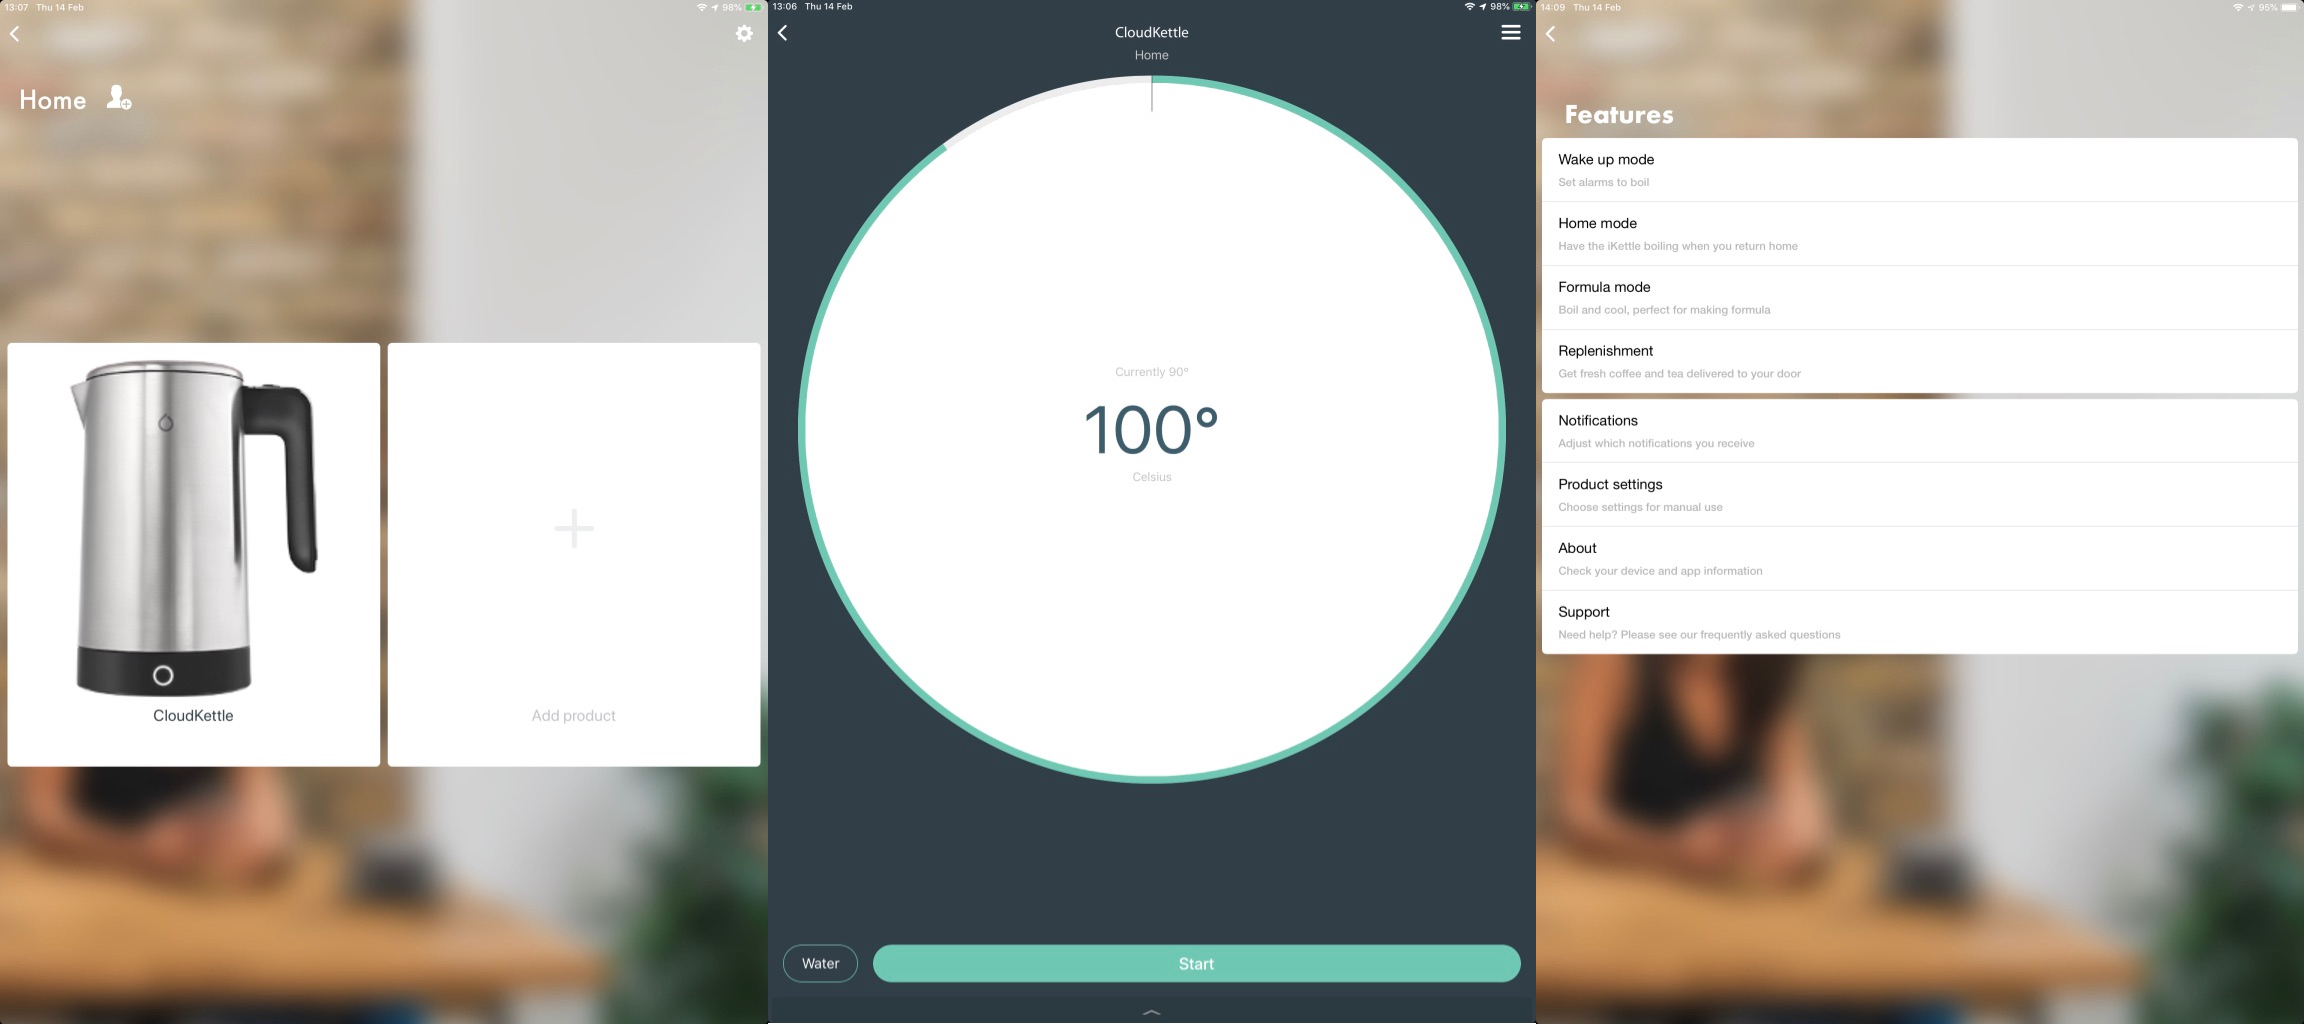 13:07 Thu 14 Feb
98%
Home
CloudKettle
Add product
13:06 Thu 14 Feb
98%
CloudKettle
Home
Currently 90°
100°
Celsius
Water
Start
14:09 Thu 14 Feb
95%
Features
Wake up mode
Set alarms to boil
Home mode
Have the iKettle boiling when you return home
Formula mode
Boil and cool, perfect for making formula
Replenishment
Get fresh coffee and tea delivered to your door
Notifications
Adjust which notifications you receive
Product settings
Choose settings for manual use
About
Check your device and app information
Support
Need help? Please see our frequently asked questions